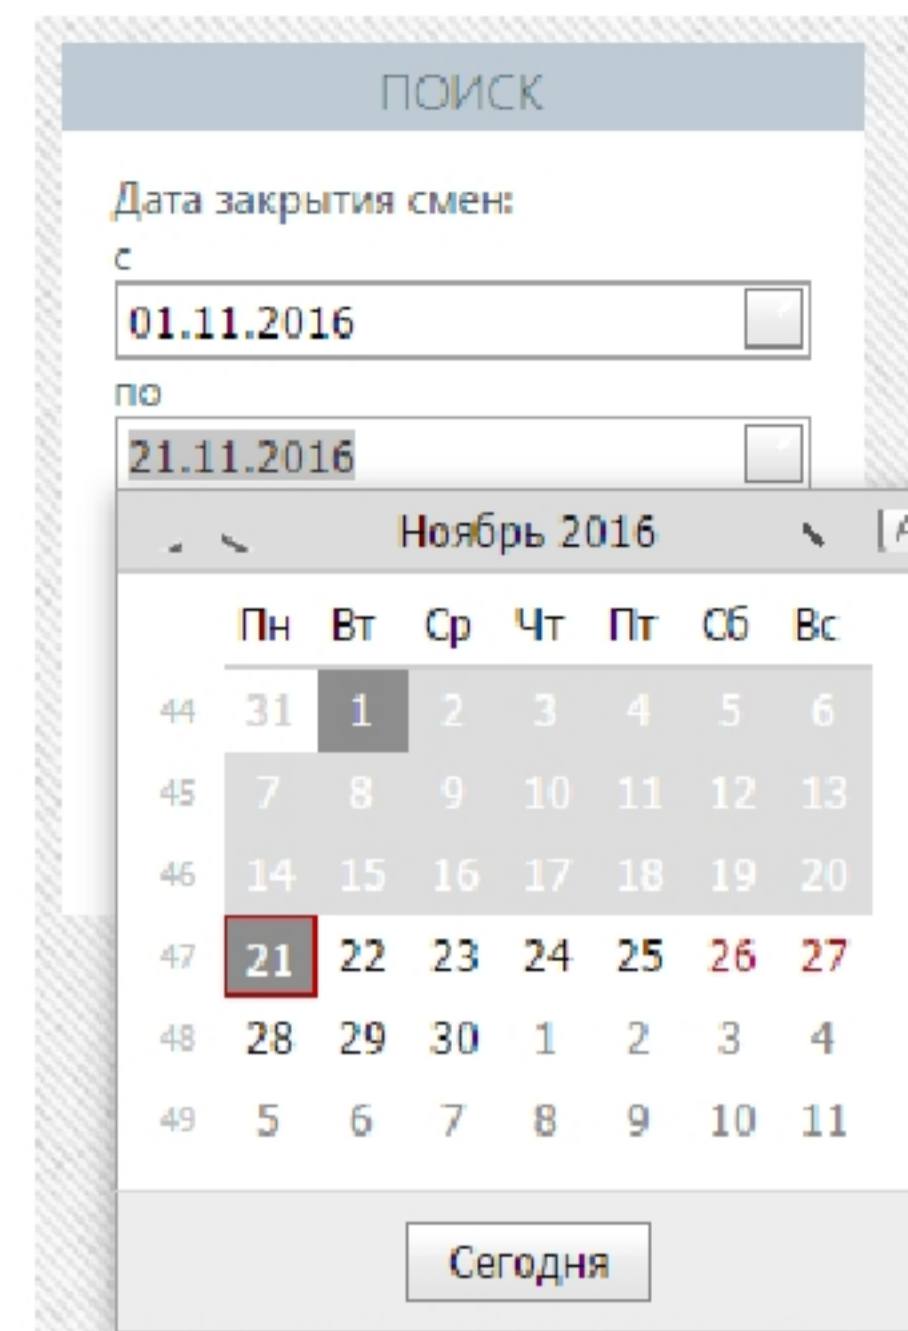 ПОИСК
Дата закрытия смен:
с
01.11.2016
по
21.11.2016
Ноябрь 2016
Пн Вт Ср Чт Пт Сб Вс
44 31 1 2 3 4 5 6
45 7 8 9 10 11 12 13
46 14 15 16 17 18 19 20
47 21 22 23 24 25 26 27
48 28 29 30 1 2 3 4
49 5 6 7 8 9 10 11
Сегодня